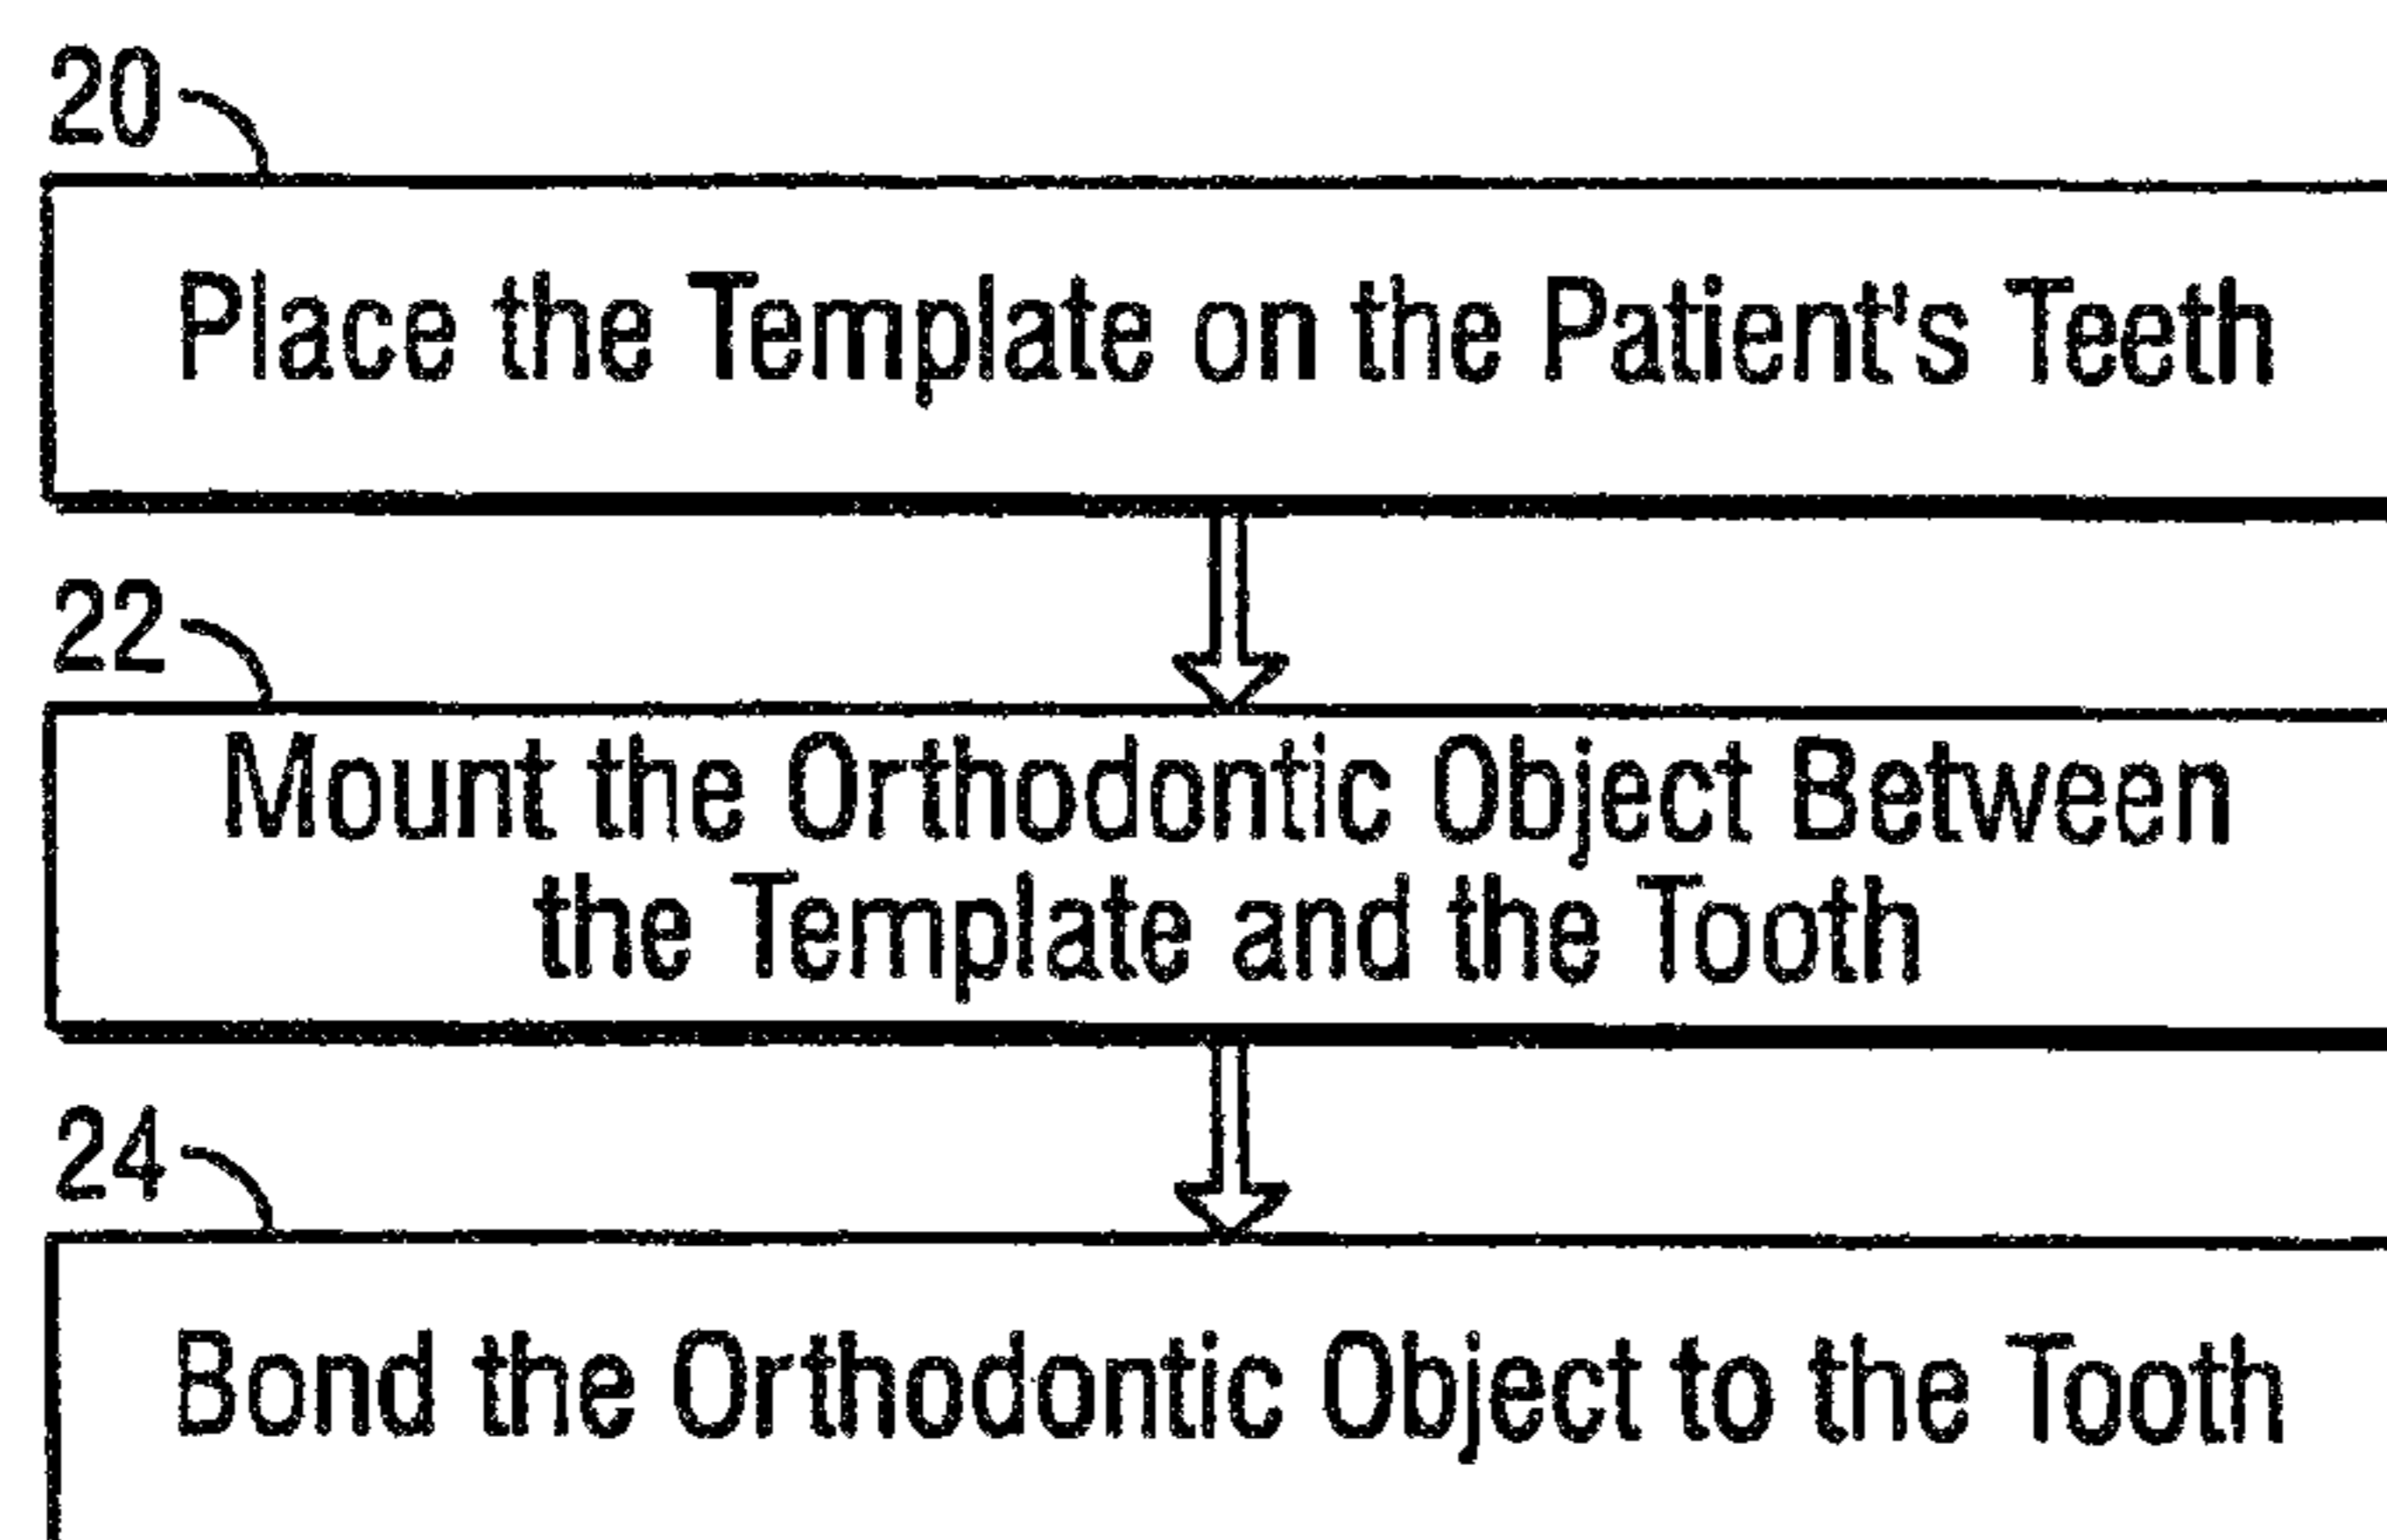 20
Place the Template on the Patient's Teeth
22
Mount the Orthodontic Object Between
the Template and the Tooth
24
Bond the Orthodontic Object to the Tooth